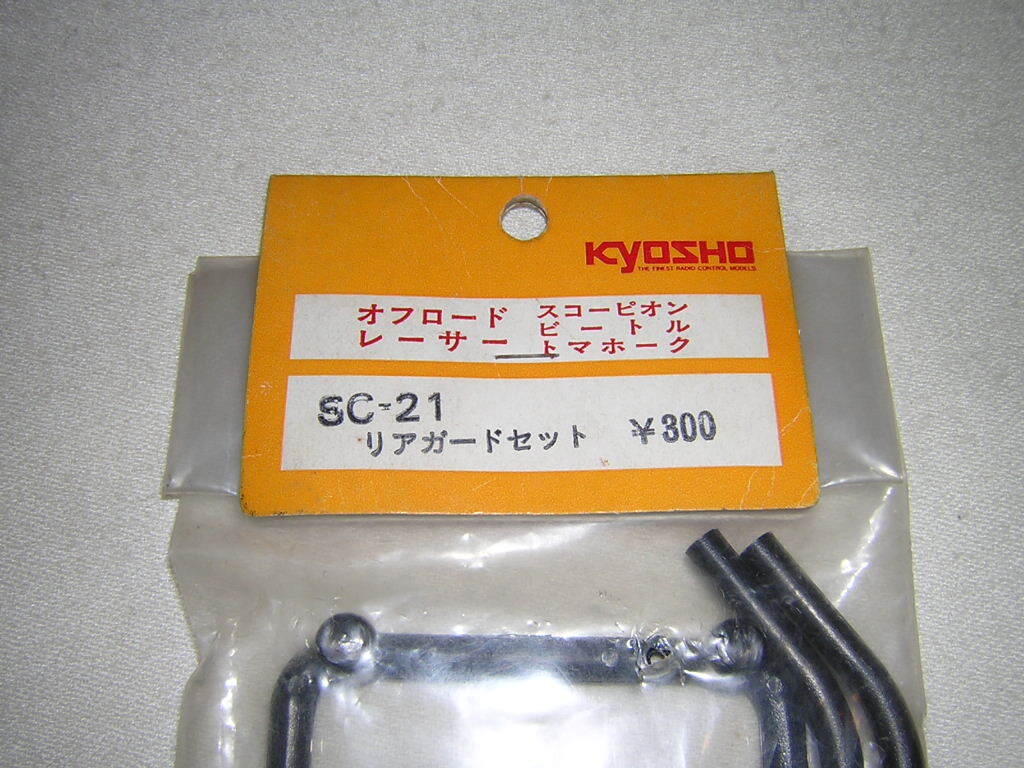 KYOSHO
THE FINEST RADIO CONTROL MODELS
オフロード
レーサー
スコーピオン
ビートル
トマホーク
SC-21
リアガードセット ¥300